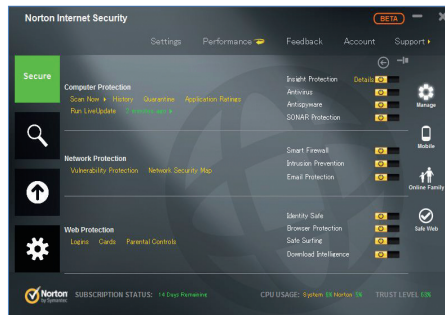 Norton Internet Security
BETA
Settings Performance Feedback Account Support
Secure
Computer Protection
Scan Now History Quarantine Application Ratings
Run LiveUpdate
Insight Protection Details
Antivirus
Antispyware
SONAR Protection
Network Protection
Vulnerability Protection Network Security Map
Smart Firewall
Intrusion Prevention
Email Protection
Web Protection
Logins Cards Parental Controls
Identity Safe
Browser Protection
Safe Surfing
Download Intelligence
Manage
Mobile
Online Family
Safe Web
Norton
by Symantec
SUBSCRIPTION STATUS: 14 Days Remaining
CPU USAGE: System Norton
TRUST LEVEL